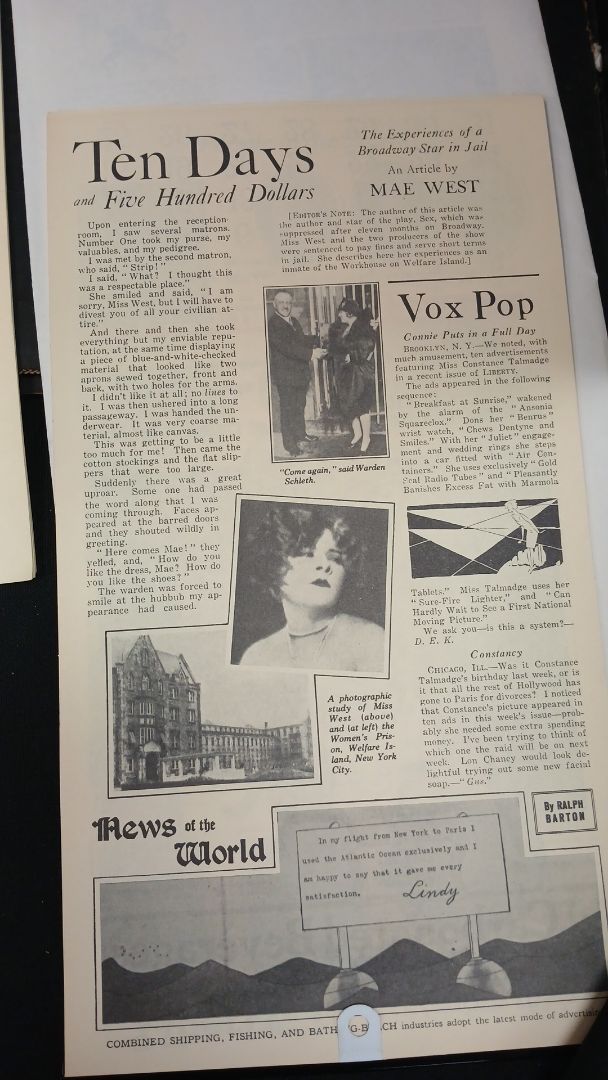 Ten Days
and Five Hundred Dollars
The Experiences of a
Broadway Star in Jail
An Article by
MAE WEST
Upon entering the reception-
room, I saw several matrons.
Number One took my purse, my
valuables, and my pedigree.
I was met by the second matron,
who said, "Strip!"
I said, "What? I thought this
was a respectable place."
She smiled and said, "I am
sorry, Miss West, but I will have to
divest you of all your civilian at-
tire."
And there and then she took
everything but my enviable repu-
tation, at the same time displaying
a piece of blue-and-white-checked
material that looked like two
aprons sewed together, front and
back, with two holes for the arms.
I didn't like it at all; no lines to
it. I was then ushered into a long
passageway. I was handed the un-
derwear. It was very coarse ma-
terial, almost like canvas.
This was getting to be a little
too much for me! Then came the
cotton stockings and the flat slip-
pers that were too large.
Suddenly there was a great
uproar. Some one had passed
the word along that I was
coming through. Faces ap-
peared at the barred doors
and they shouted wildly in
greeting.
"Here comes Mae!" they
yelled, and, "How do you
like the dress, Mae? How do
you like the shoes?"
The warden was forced to
smile at the hubbub my ap-
pearance had caused.
[EDITOR'S NOTE: The author of this article was
the author and star of the play, Sex, which was
suppressed after eleven months on Broadway.
Miss West and the two producers of the show
were sentenced to pay fines and serve short terms
in jail. She describes here her experiences as an
inmate of the Workhouse on Welfare Island.]
"Come again," said Warden
Schleth.
A photographic
study of Miss
West (above)
and (at left) the
Women's Pris-
on, Welfare Is-
land, New York
City.
Vox Pop
Connie Puts in a Full Day
BROOKLYN, N. Y.—We noted, with
much amusement, ten advertisements
featuring Miss Constance Talmadge
in a recent issue of LIBERTY.
The ads appeared in the following
sequence:
"Breakfast at Sunrise," wakened
by the alarm of the "Ansonia
Squareclox." Dons her "Benrus"
wrist watch, "Chews Dentyne and
Smiles." With her "Juliet" engage-
ment and wedding rings she steps
into a car fitted with "Air Con-
tainers." She uses exclusively "Gold
Seal Radio Tubes" and "Pleasantly
Banishes Excess Fat with Marmola
Tablets." Miss Talmadge uses her
"Sure-Fire Lighter," and "Can
Hardly Wait to See a First National
Moving Picture."
We ask you—is this a system?—
D. E. K.
Constancy
CHICAGO, ILL.—Was it Constance
Talmadge's birthday last week, or is
it that all the rest of Hollywood has
gone to Paris for divorces? I noticed
that Constance's picture appeared in
ten ads in this week's issue—prob-
ably she needed some extra spending
money. I've been trying to think of
which one the raid will be on next
week. Lon Chaney would look de-
lightful trying out some new facial
soap.—"Gus."
News of the
World
By RALPH
BARTON
In my flight from New York to Paris I
used the Atlantic Ocean exclusively and I
am happy to say that it gave me every
satisfaction.
Lindy
COMBINED SHIPPING, FISHING, AND industries adopt the latest mode of